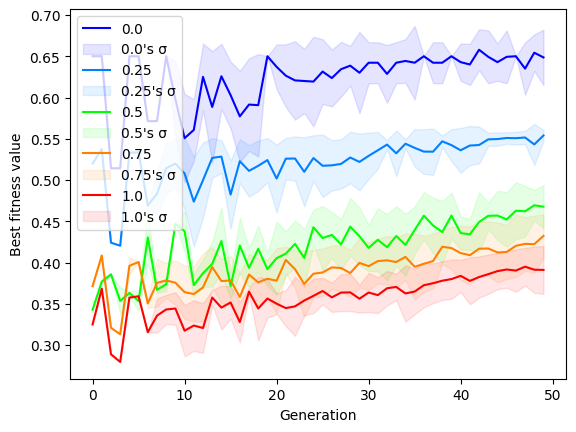 0.70
0.65
0.60
0.55
0.50
0.45
0.40
0.35
0.30
Best fitness value
0.0
0.0's σ
0.25
0.25's σ
0.5
0.5's σ
0.75
0.75's σ
1.0
1.0's σ
0 10 20 30 40 50
Generation